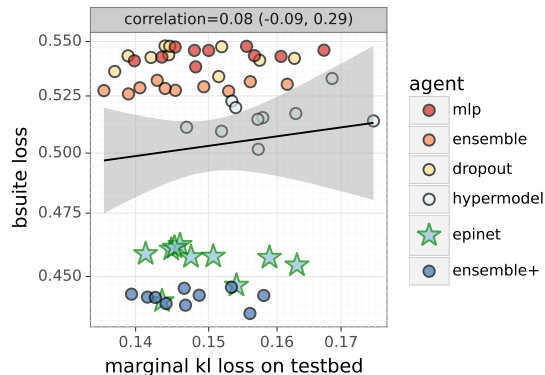 correlation=0.08 (-0.09, 0.29)
0.550
0.525
0.500
0.475
0.450
bsuite loss
0.14
0.15
0.16
0.17
marginal kl loss on testbed
agent
mlp
ensemble
dropout
hypermodel
epinet
ensemble+